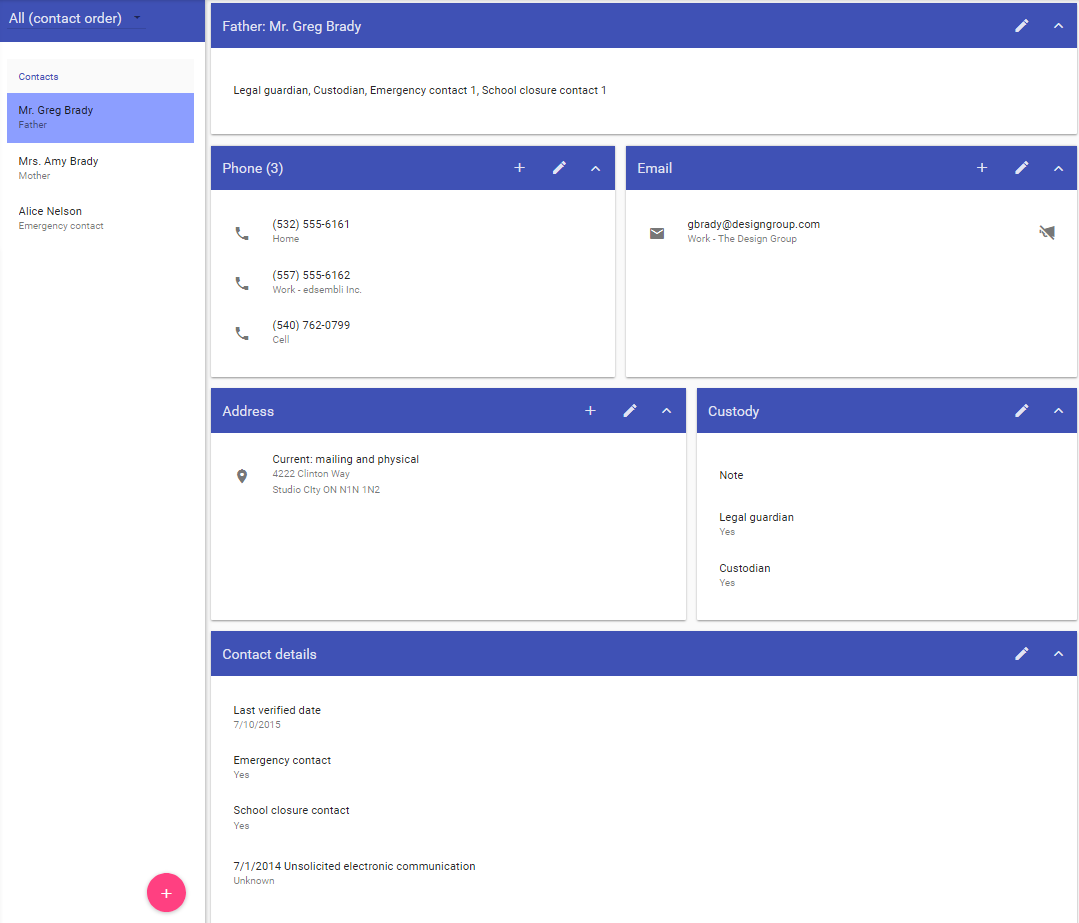 All (contact order)
Contacts
Mr. Greg Brady
Father
Mrs. Amy Brady
Mother
Alice Nelson
Emergency contact
Father: Mr. Greg Brady
Legal guardian, Custodian, Emergency contact 1, School closure contact 1
Phone (3)
(532) 555-6161
Home
(557) 555-6162
Work - edsembli Inc.
(540) 762-0799
Cell
Email
gbrady@designgroup.com
Work - The Design Group
Address
Current: mailing and physical
4222 Clinton Way
Studio CIty ON N1N 1N2
Custody
Note
Legal guardian
Yes
Custodian
Yes
Contact details
Last verified date
7/10/2015
Emergency contact
Yes
School closure contact
Yes
7/1/2014 Unsolicited electronic communication
Unknown